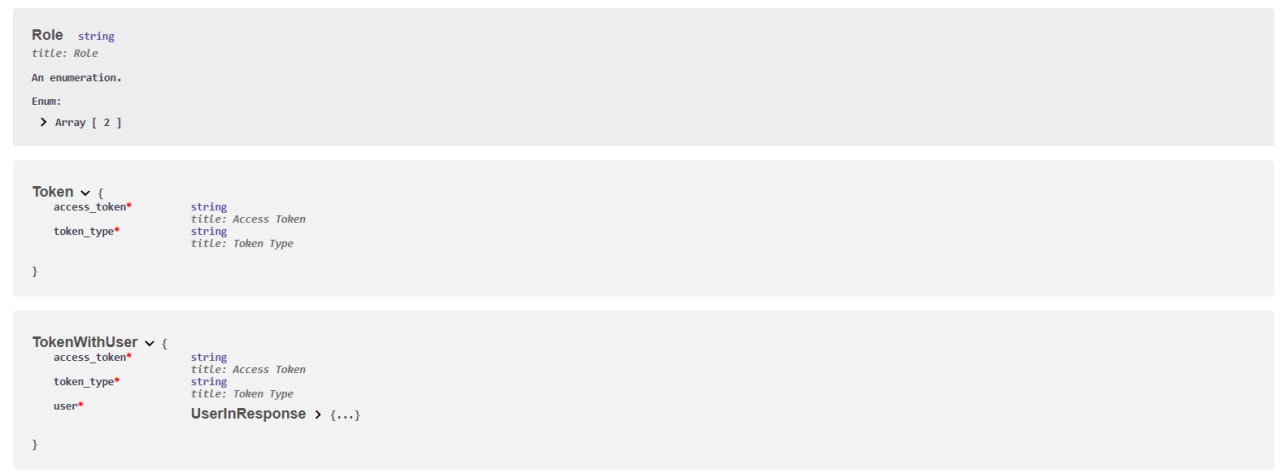 Role string
title: Role
An enumeration.
Enum:
Array [ 2 ]
Token {
access_token* string
title: Access Token
token_type* string
title: Token Type
}
TokenWithUser {
access_token* string
title: Access Token
token_type* string
title: Token Type
user* UserInResponse {...}
}